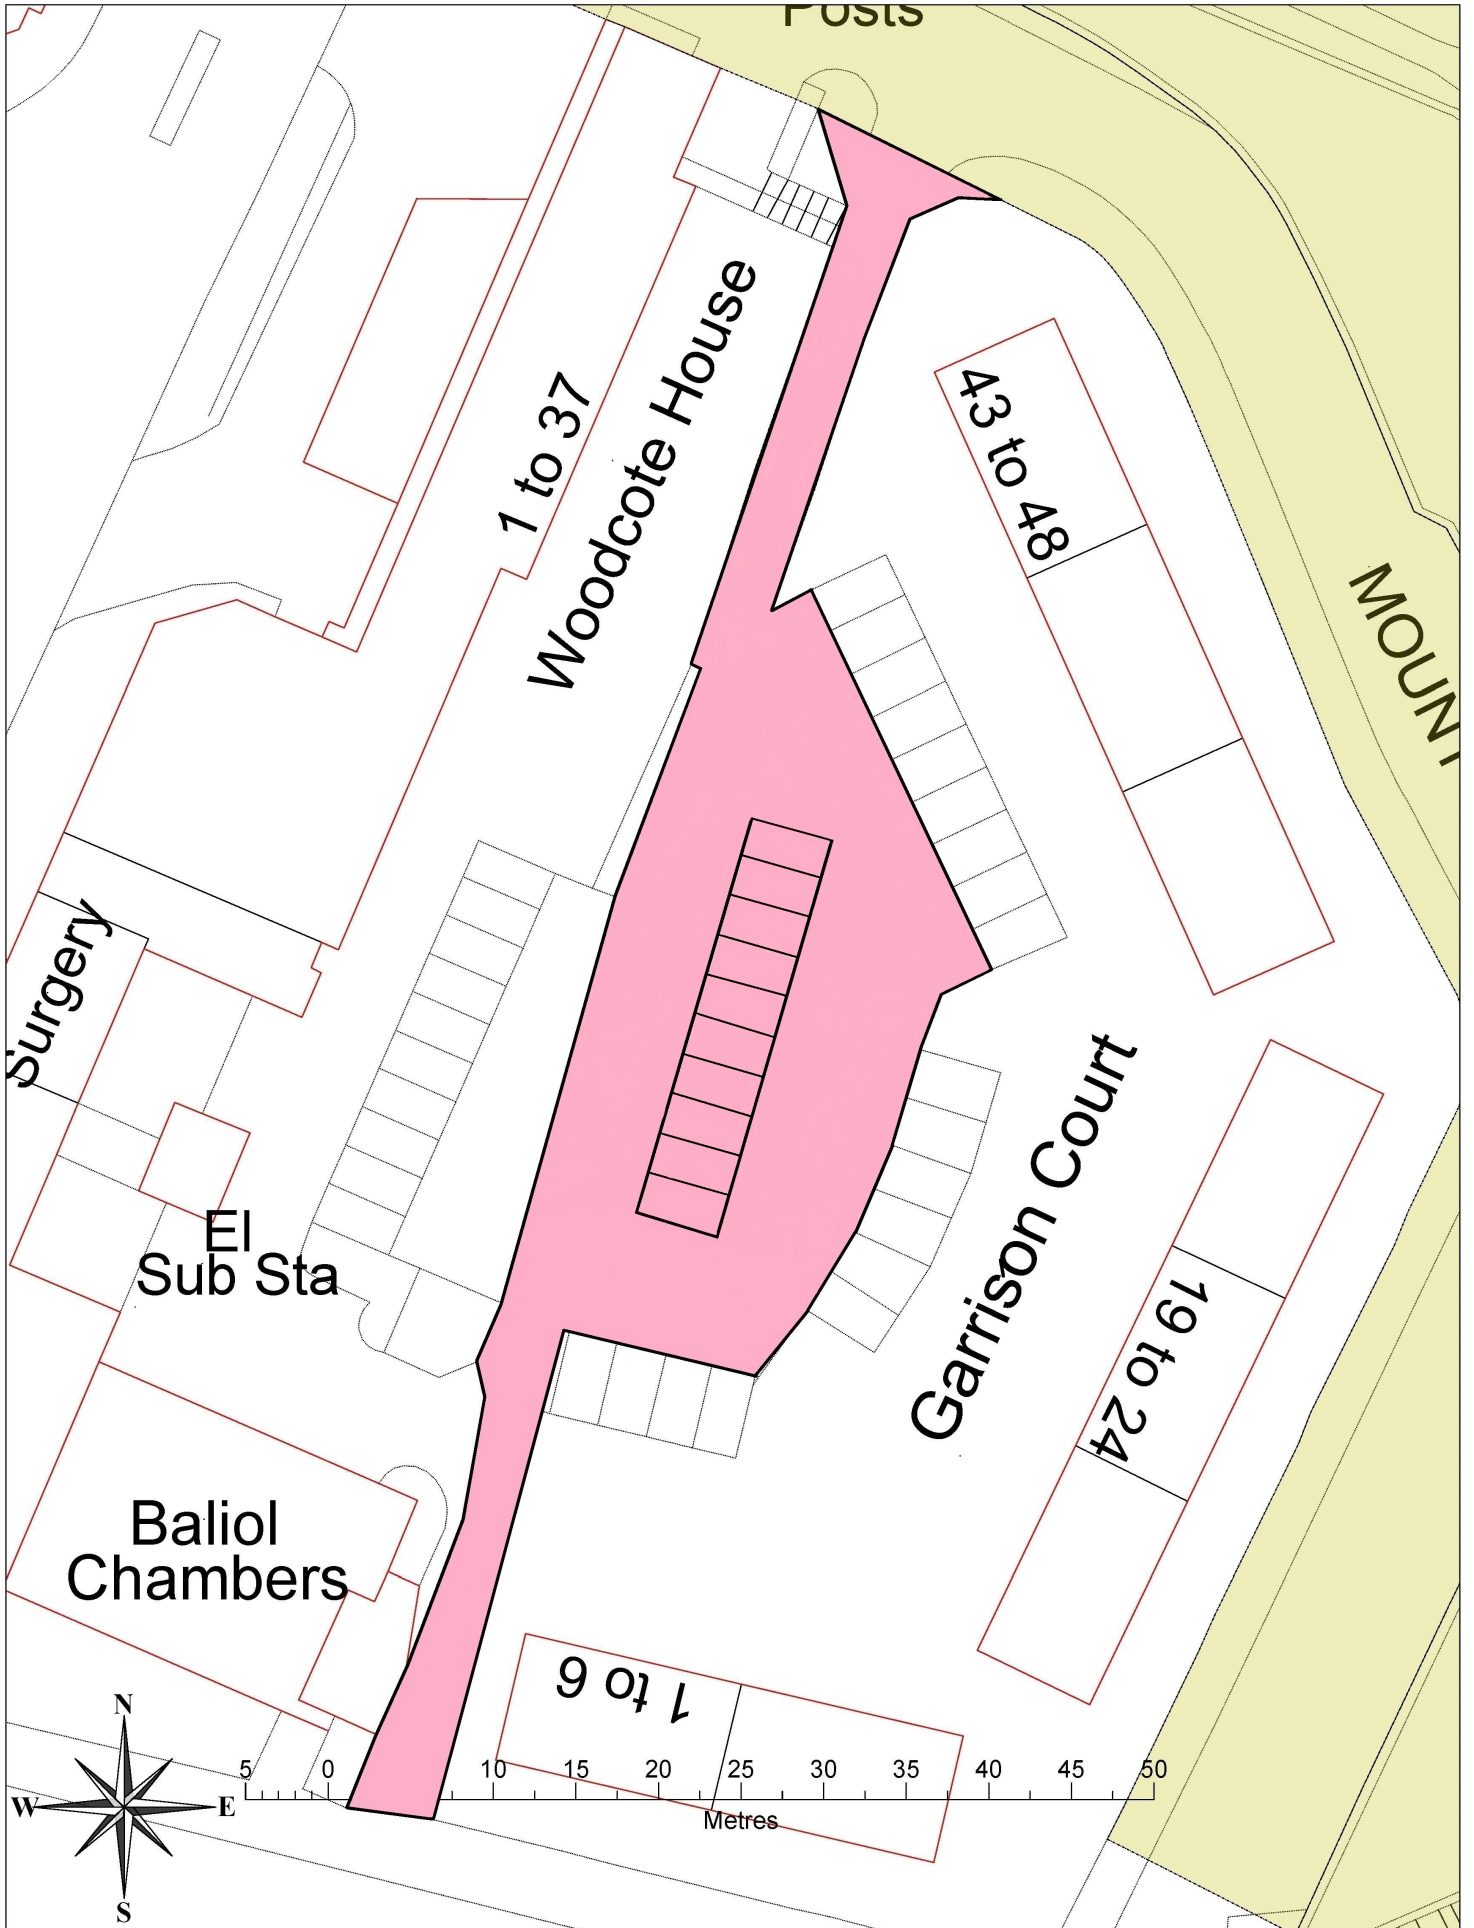 Posts
Woodcote House
1 to 37
43 to 48
MOUNT
Surgery
Garrison Court
El
Sub Sta
19 to 24
Baliol
Chambers
1 to 6
N
W E
S
5 0 10 15 20 25 30 35 40 45 50
Metres